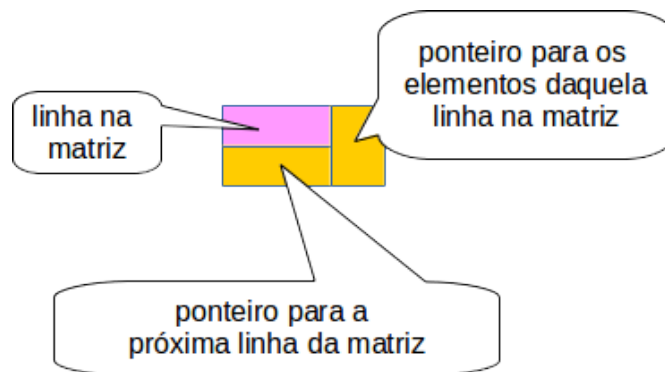 linha na
matriz
ponteiro para os
elementos daquela
linha na matriz
ponteiro para a
próxima linha da matriz